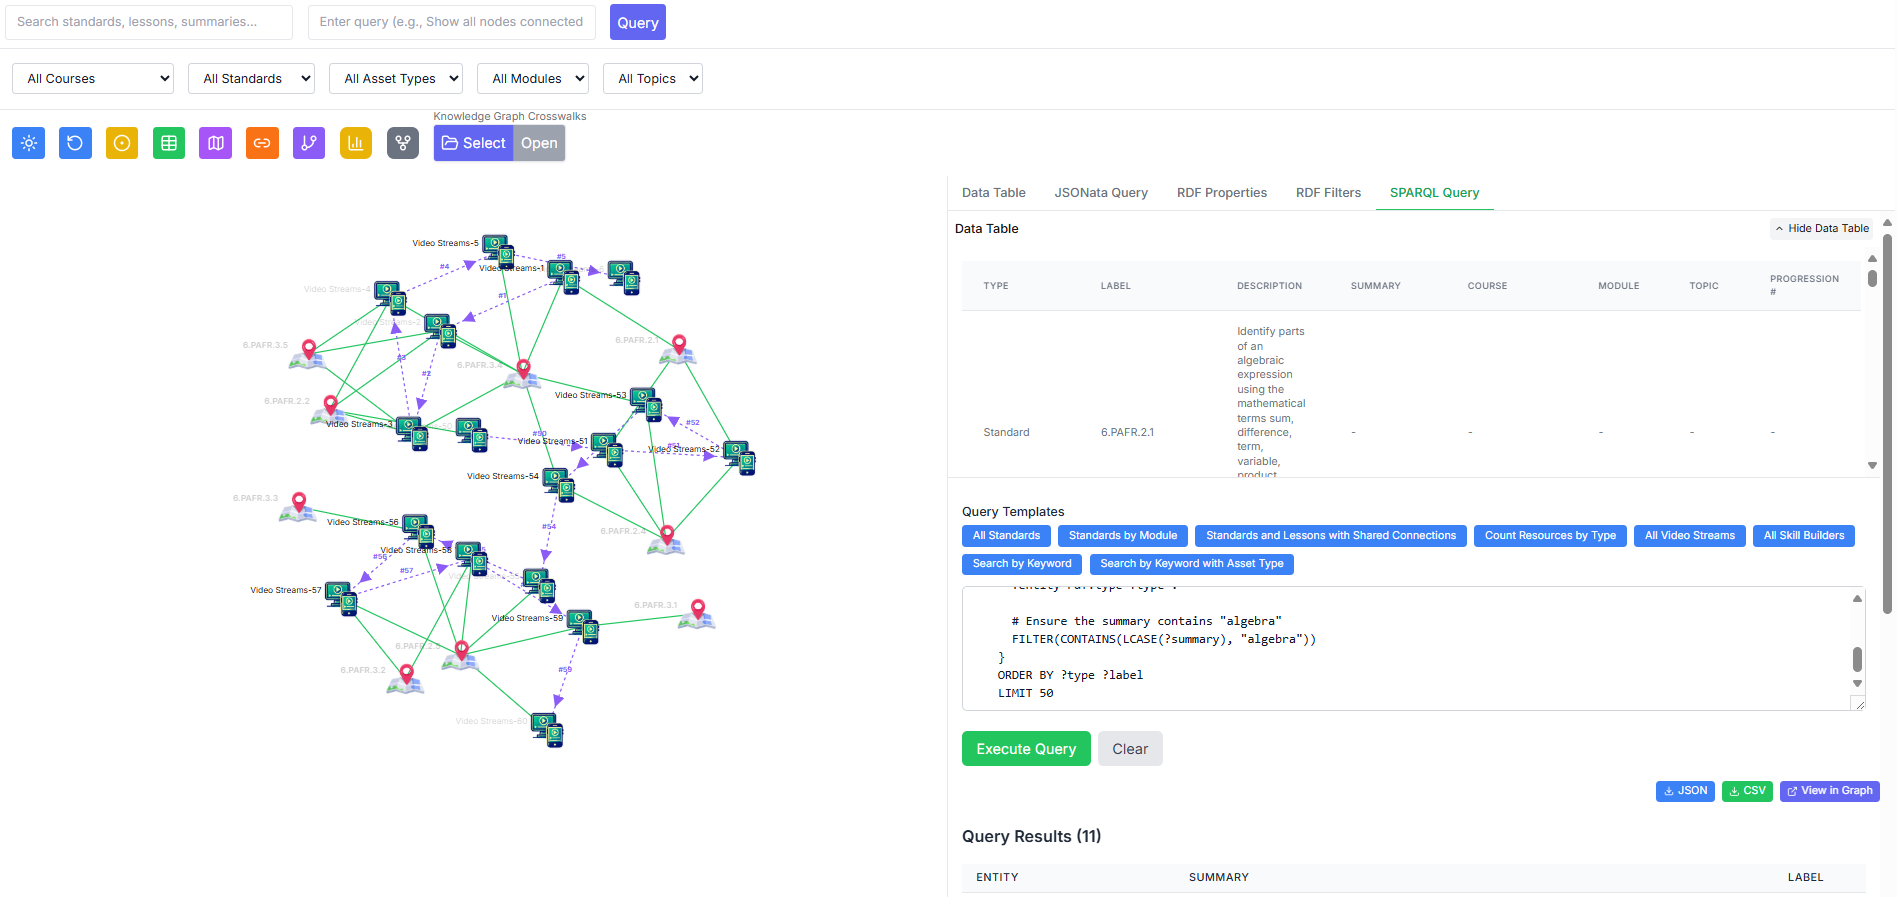 Search standards, lessons, summaries...
Enter query (e.g., Show all nodes connected
Query
All Courses
All Standards
All Asset Types
All Modules
All Topics
Knowledge Graph Crosswalks
Select
Open
Data Table
JSONata Query
RDF Properties
RDF Filters
SPARQL Query
Data Table
Hide Data Table
TYPE
LABEL
DESCRIPTION
SUMMARY
COURSE
MODULE
TOPIC
PROGRESSION
#
Standard
6.PAFR.2.1
Identify parts
of an
algebraic
expression
using the
mathematical
terms sum,
difference,
term,
variable,
product,
-
-
-
-
-
Query Templates
All Standards
Standards by Module
Standards and Lessons with Shared Connections
Count Resources by Type
All Video Streams
All Skill Builders
Search by Keyword
Search by Keyword with Asset Type
# Ensure the summary contains "algebra"
FILTER(CONTAINS(LCASE(?summary), "algebra"))
}
ORDER BY ?type ?label
LIMIT 50
Execute Query
Clear
JSON
CSV
View in Graph
Query Results (11)
ENTITY
SUMMARY
LABEL
Video Streams-5
#5
#4
Video Streams-1
Video Streams-4
#1
Video Streams-2
6.PAFR.3.5
6.PAFR.2.1
#3
6.PAFR.3.4
#2
6.PAFR.2.2
Video Streams-53
Video Streams-3
#52
#50
Video Streams-51
#51
Video Streams-52
Video Streams-54
6.PAFR.3.3
Video Streams-56
#54
6.PAFR.2.4
Video Streams-58
#56
#57
Video Streams-57
6.PAFR.3.1
Video Streams-59
6.PAFR.3.2
#59
Video Streams-60